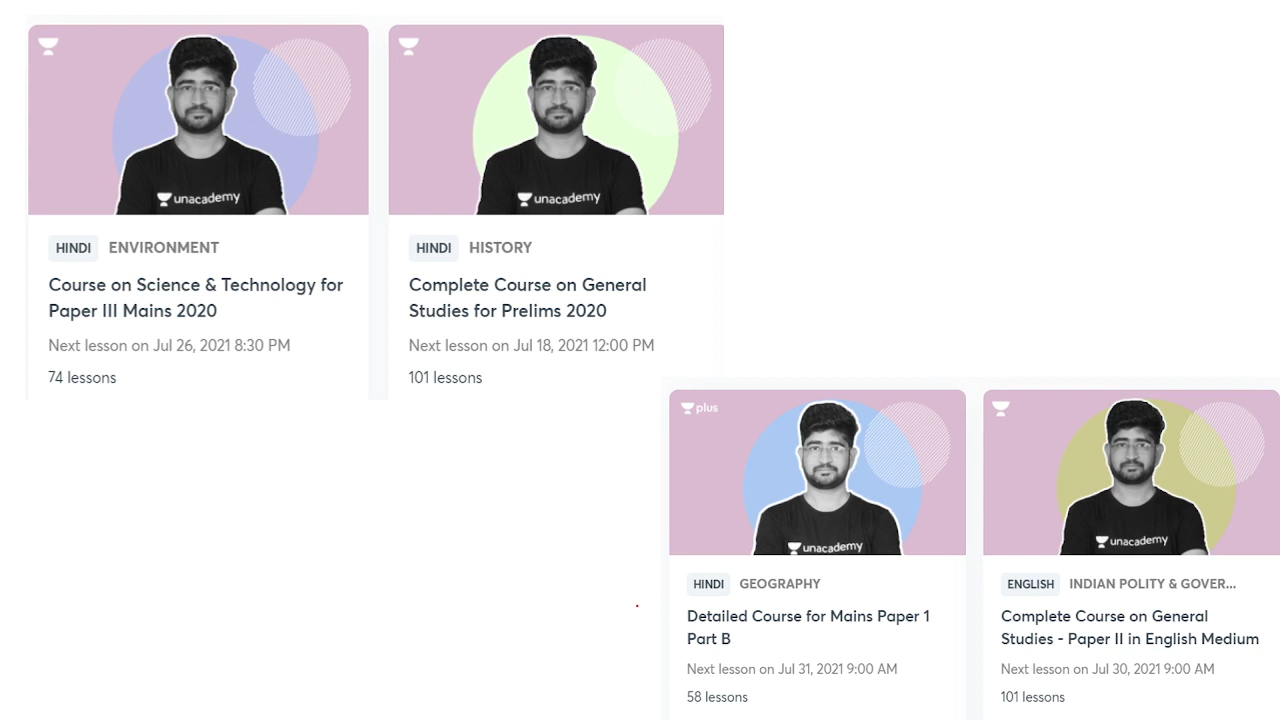 unacademy
HINDI ENVIRONMENT
Course on Science & Technology for
Paper III Mains 2020
Next lesson on Jul 26, 2021 8:30 PM
74 lessons
unacademy
HINDI HISTORY
Complete Course on General
Studies for Prelims 2020
Next lesson on Jul 18, 2021 12:00 PM
101 lessons
plus
unacademy
HINDI GEOGRAPHY
Detailed Course for Mains Paper 1
Part B
Next lesson on Jul 31, 2021 9:00 AM
58 lessons
unacademy
ENGLISH INDIAN POLITY & GOVER...
Complete Course on General
Studies - Paper II in English Medium
Next lesson on Jul 30, 2021 9:00 AM
101 lessons